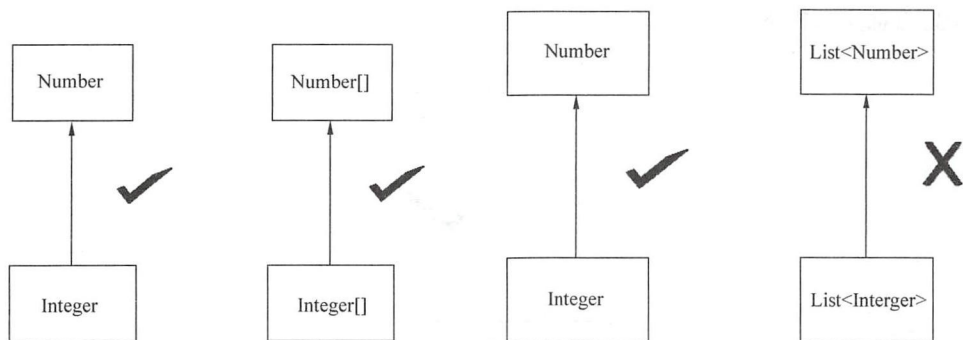 Number
Number[]
Number
List<Number>
Integer
Integer[]
Integer
List<Interger>